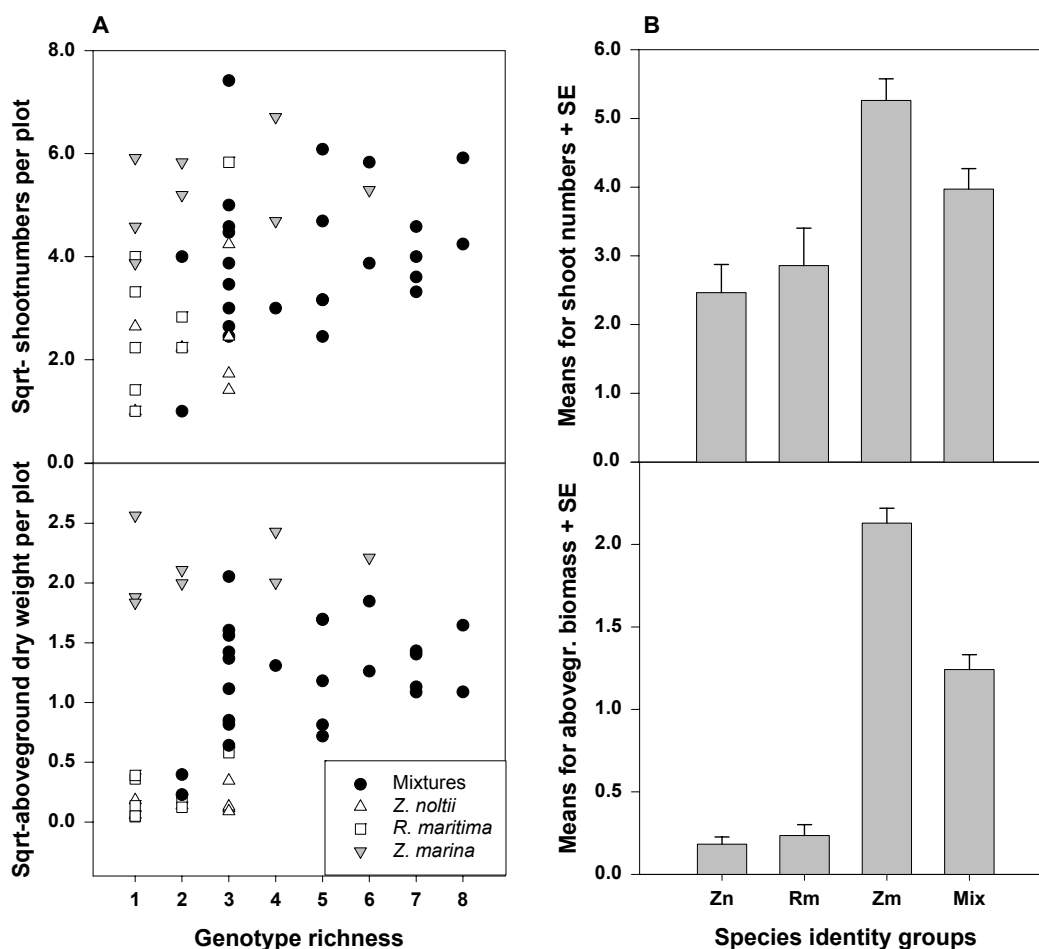 A
Sqrt- shootnumbers per plot
8.0
6.0
4.0
2.0
0.0
Sqrt-aboveground dry weight per plot
2.5
2.0
1.5
1.0
0.5
0.0
Mixtures
Z. noltii
R. maritima
Z. marina
1 2 3 4 5 6 7 8
Genotype richness
B
Means for shoot numbers + SE
6.0
5.0
4.0
3.0
2.0
1.0
0.0
Means for abovegr. biomass + SE
2.0
1.0
0.0
Zn Rm Zm Mix
Species identity groups